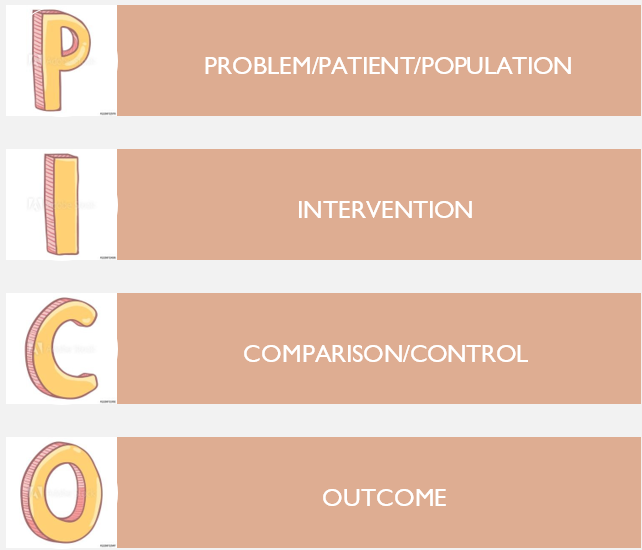 P
PROBLEM/PATIENT/POPULATION
I
INTERVENTION
C
COMPARISON/CONTROL
O
OUTCOME